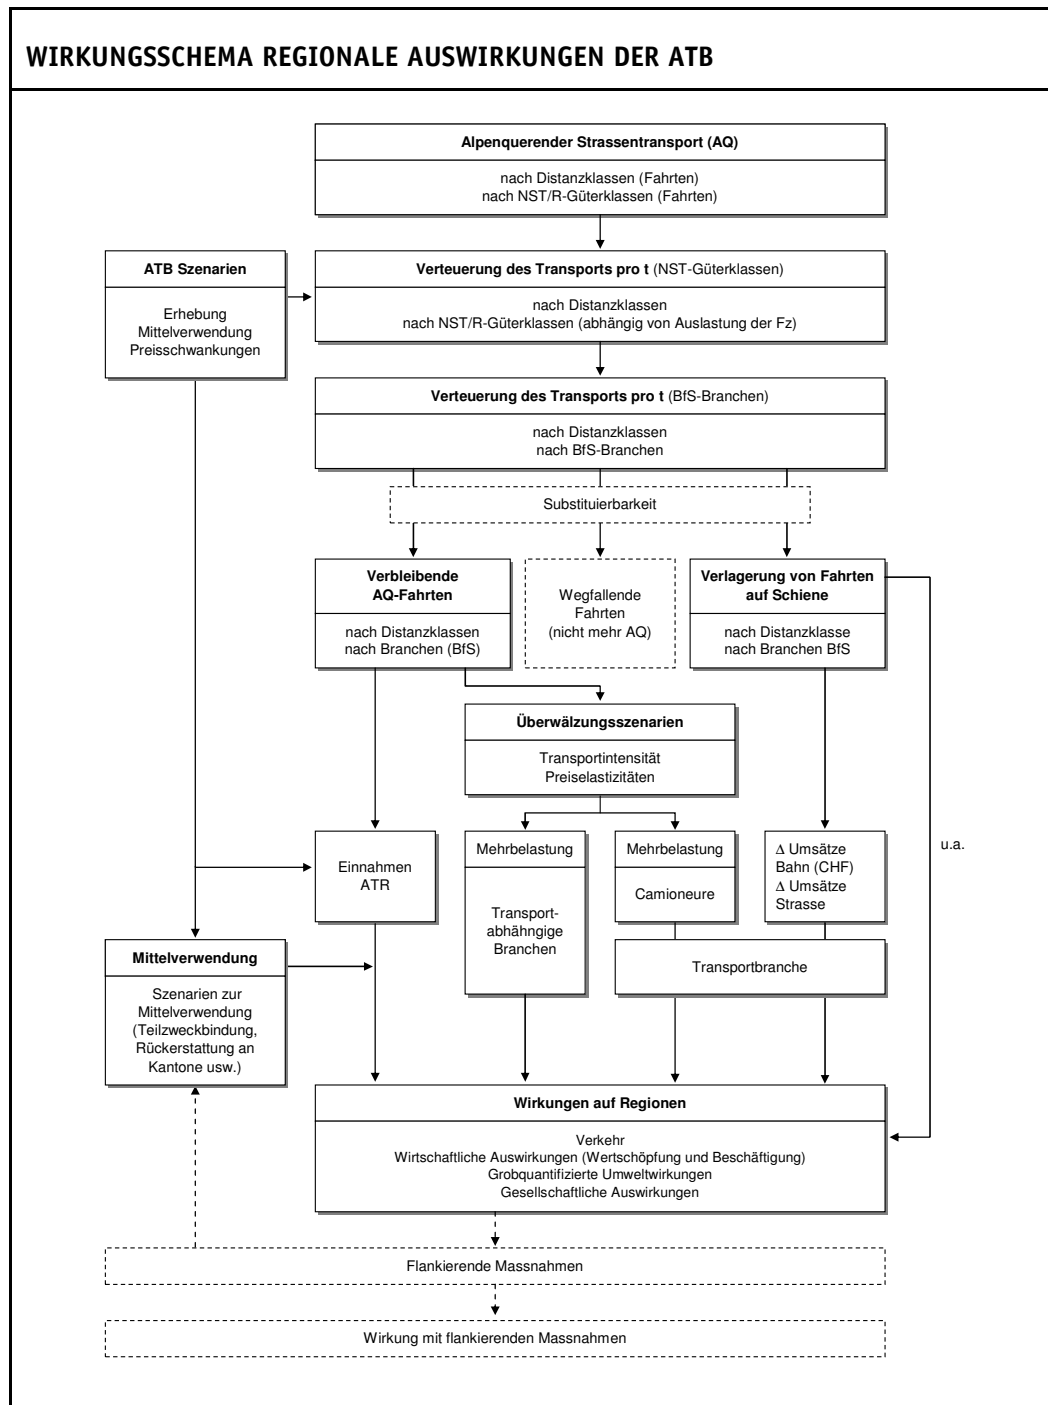 WIRKUNGSSCHEMA REGIONALE AUSWIRKUNGEN DER ATB
Alpenquerender Strassentransport (AQ)
nach Distanzklassen (Fahrten)
nach NST/R-Güterklassen (Fahrten)
ATB Szenarien
Erhebung
Mittelverwendung
Preisschwankungen
Verteuerung des Transports pro t (NST-Güterklassen)
nach Distanzklassen
nach NST/R-Güterklassen (abhängig von Auslastung der Fz)
Verteuerung des Transports pro t (BfS-Branchen)
nach Distanzklassen
nach BfS-Branchen
Substituierbarkeit
Verbleibende
AQ-Fahrten
nach Distanzklassen
nach Branchen (BfS)
Wegfallende
Fahrten
(nicht mehr AQ)
Verlagerung von Fahrten
auf Schiene
nach Distanzklasse
nach Branchen BfS
Überwälzungsszenarien
Transportintensität
Preiselastizitäten
Einnahmen
ATR
Mehrbelastung
Transport-
abhähngige
Branchen
Mehrbelastung
Camioneure
Δ Umsätze
Bahn (CHF)
Δ Umsätze
Strasse
u.a.
Transportbranche
Mittelverwendung
Szenarien zur
Mittelverwendung
(Teilzweckbindung,
Rückerstattung an
Kantone usw.)
Wirkungen auf Regionen
Verkehr
Wirtschaftliche Auswirkungen (Wertschöpfung und Beschäftigung)
Grobquantifizierte Umweltwirkungen
Gesellschaftliche Auswirkungen
Flankierende Massnahmen
Wirkung mit flankierenden Massnahmen